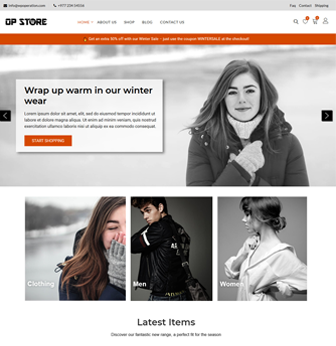 info@oceanwpstore.com +977 0341 4556 Faq Contact Shipping
OP STORE
HOME ABOUT US SHOP BLOG CONTACT US
Get an extra 10% off with our Winter Sale – just use the coupon WINTERSALE at the checkout!
Wrap up warm in our winter
wear
Lorem ipsum dolor sit amet, elit, sed do eiusmod tempor incididunt ut
labore et dolore magna aliqua. Ut enim ad minim veniam, quis nostrud
exercitation ullamco laboris nisi ut aliquip ex ea commodo consequat.
START SHOPPING
Clothing Men Women
Latest Items
Discover our fantastic new range, a perfect fit for the season